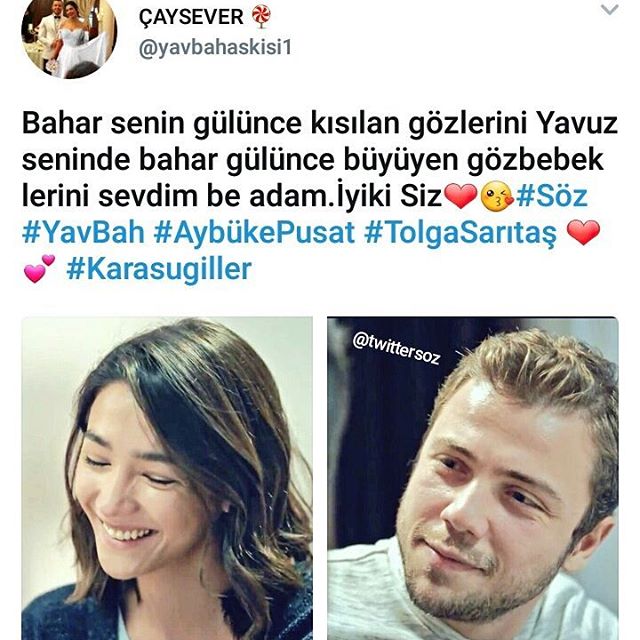 ÇAYSEVER
@yavbahaskisi1
Bahar senin gülünce kısılan gözlerini Yavuz
seninde bahar gülünce büyüyen gözbebek
lerini sevdim be adam.İyiki Siz❤😘#Söz
#YavBah #AybükePusat #TolgaSarıtaş ❤
💕 #Karasugiller
@twittersoz